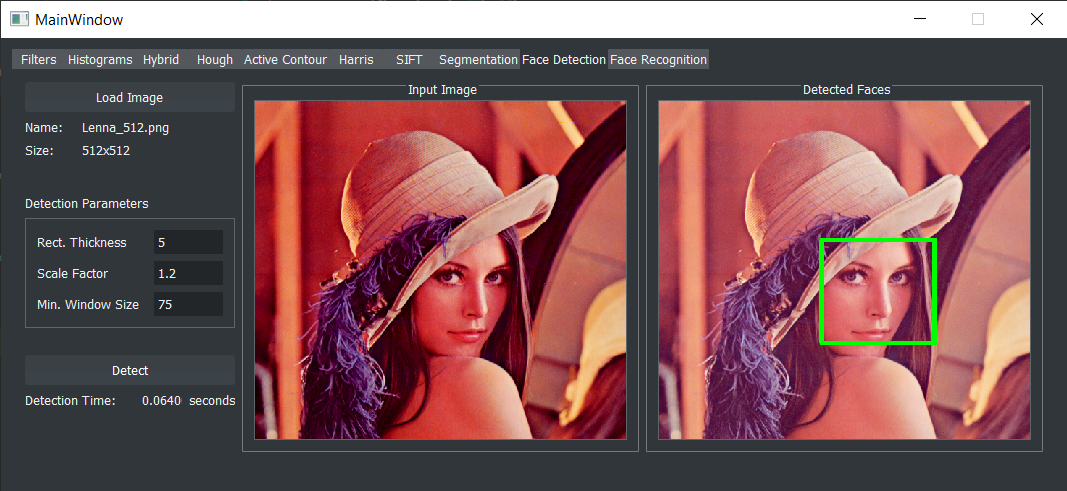 MainWindow
Filters Histograms Hybrid Hough Active Contour Harris SIFT Segmentation Face Detection Face Recognition
Load Image
Name: Lenna_512.png
Size: 512x512
Detection Parameters
Rect. Thickness 5
Scale Factor 1.2
Min. Window Size 75
Detect
Detection Time: 0.0640 seconds
Input Image
Detected Faces